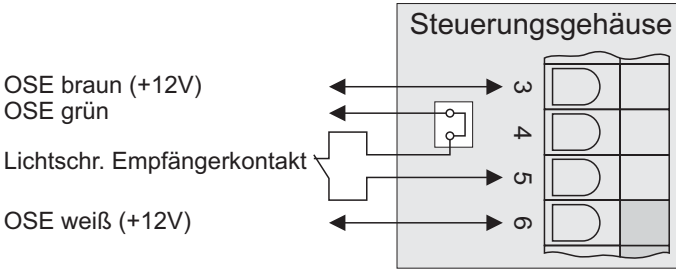 Steuerungsgehäuse
OSE braun (+12V)
OSE grün
Lichtschr. Empfängerkontakt
OSE weiß (+12V)
3
4
5
6